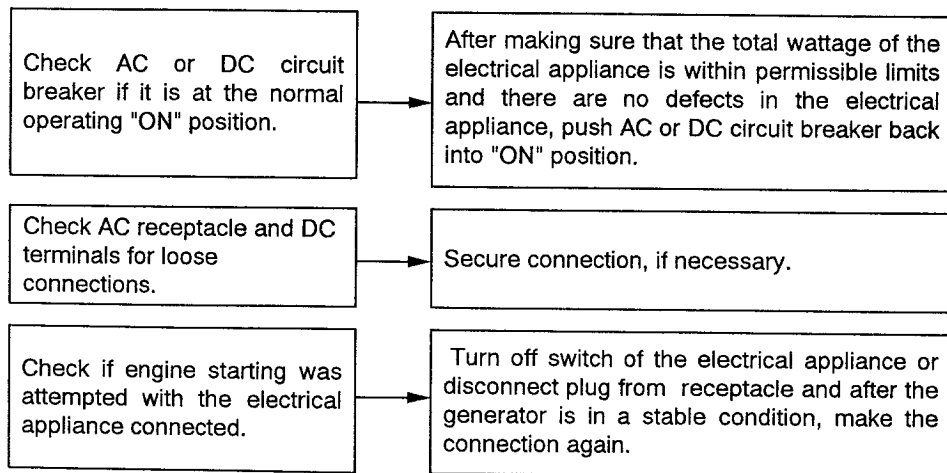 Check AC or DC circuit
breaker if it is at the normal
operating "ON" position.
After making sure that the total wattage of the
electrical appliance is within permissible limits
and there are no defects in the electrical
appliance, push AC or DC circuit breaker back
into "ON" position.
Check AC receptacle and DC
terminals for loose
connections.
Secure connection, if necessary.
Check if engine starting was
attempted with the electrical
appliance connected.
Turn off switch of the electrical appliance or
disconnect plug from receptacle and after the
generator is in a stable condition, make the
connection again.